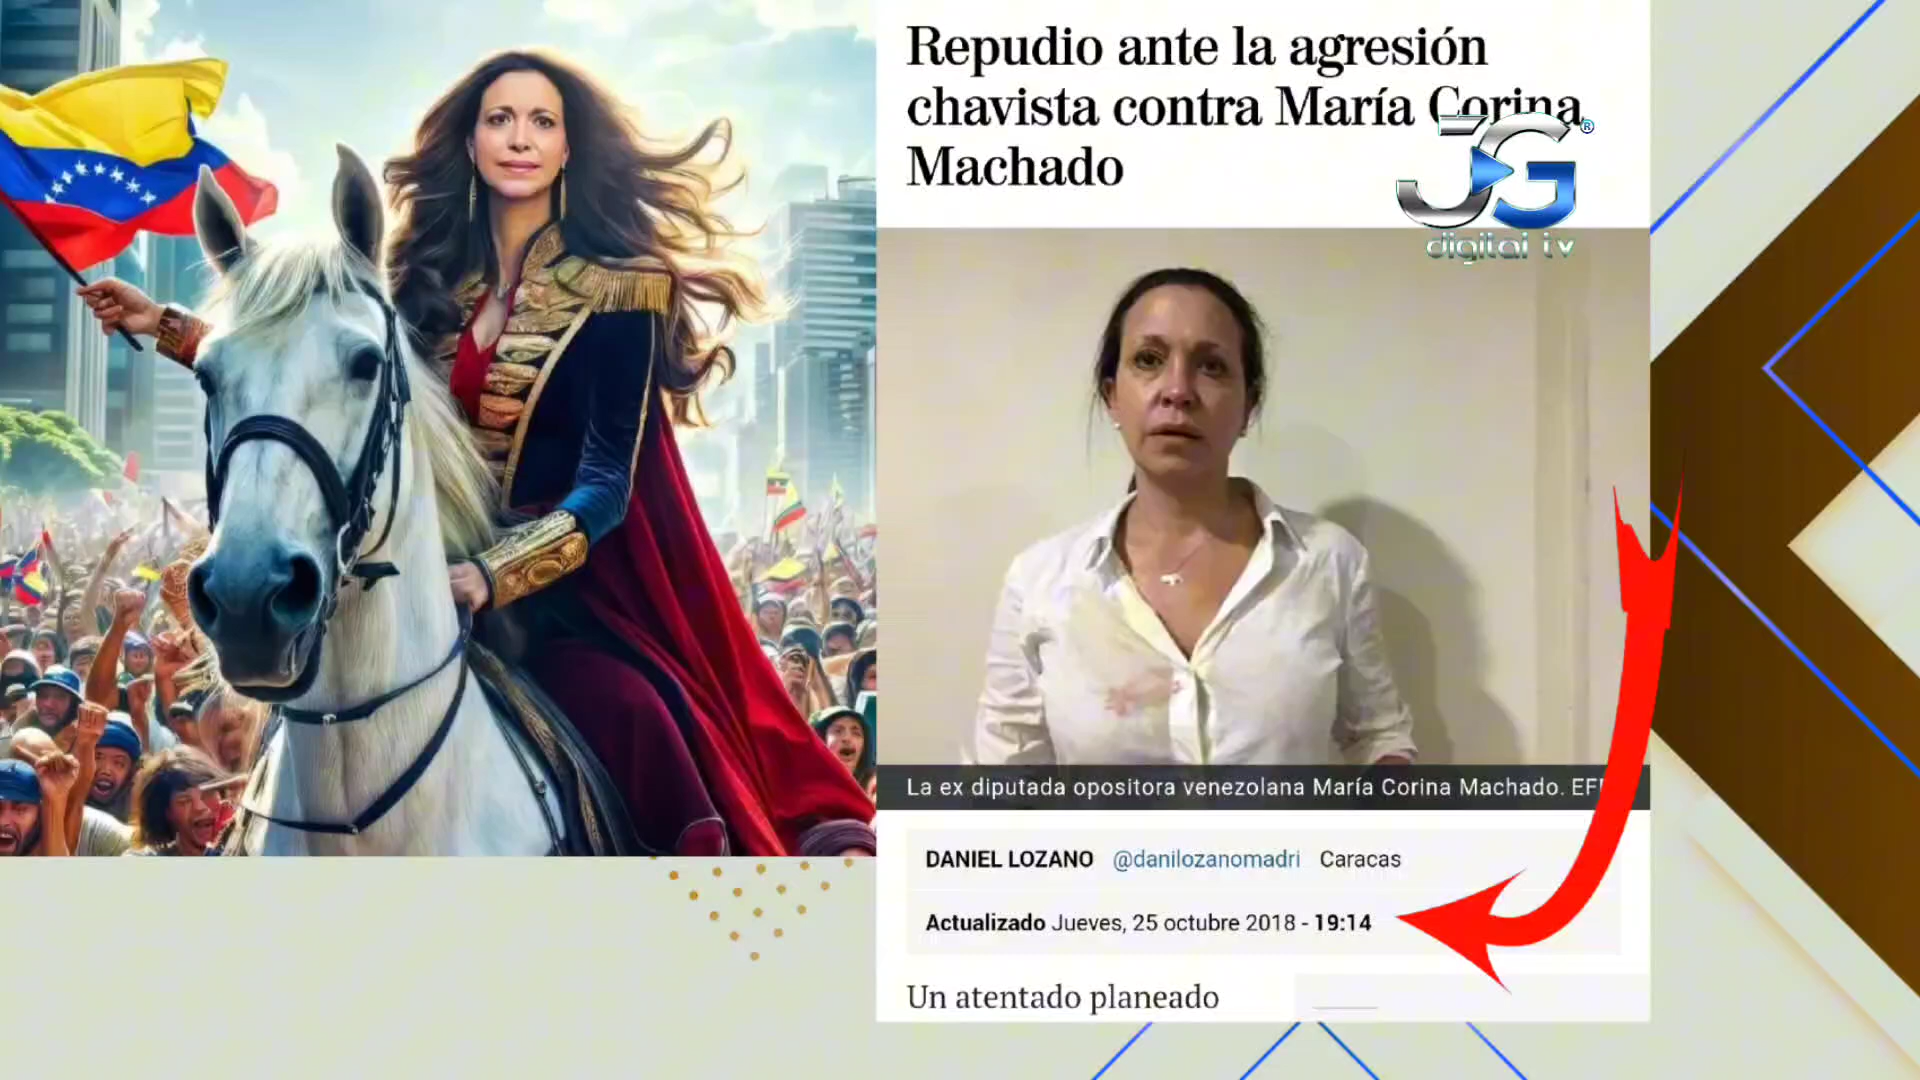 Repudio ante la agresión
chavista contra María Corina
Machado
JG
®
digital tv
La ex diputada opositora venezolana María Corina Machado. EFE
DANIEL LOZANO @danilozanomadri Caracas
Actualizado Jueves, 25 octubre 2018 - 19:14
Un atentado planeado